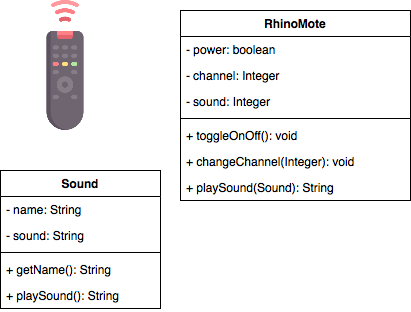 RhinoMote
- power: boolean
- channel: Integer
- sound: Integer
+ toggleOnOff(): void
+ changeChannel(Integer): void
+ playSound(Sound): String
Sound
- name: String
- sound: String
+ getName(): String
+ playSound(): String